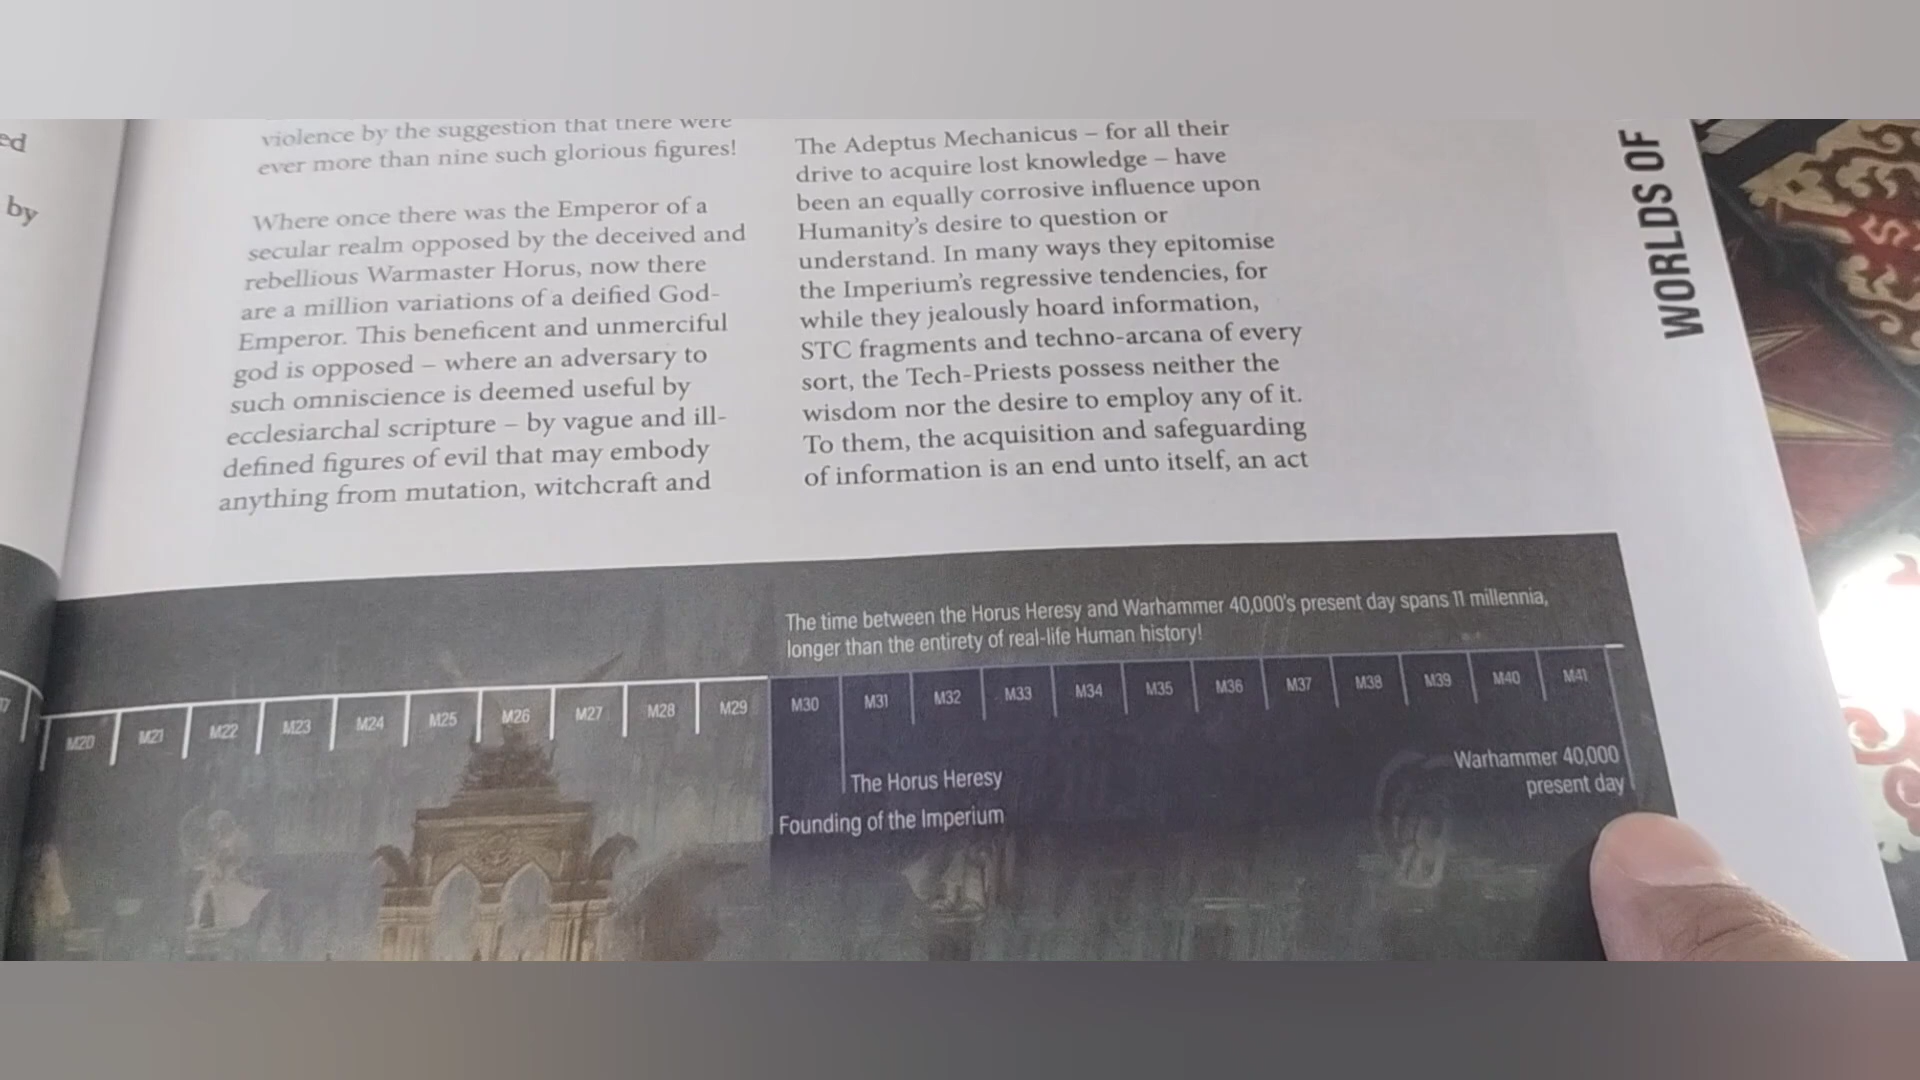 ed
by
violence by the suggestion that there were
ever more than nine such glorious figures!
Where once there was the Emperor of a
secular realm opposed by the deceived and
rebellious Warmaster Horus, now there
are a million variations of a deified God-
Emperor. This beneficent and unmerciful
god is opposed – where an adversary to
such omniscience is deemed useful by
ecclesiarchal scripture – by vague and ill-
defined figures of evil that may embody
anything from mutation, witchcraft and
The Adeptus Mechanicus – for all their
drive to acquire lost knowledge – have
been an equally corrosive influence upon
Humanity's desire to question or
understand. In many ways they epitomise
the Imperium's regressive tendencies, for
while they jealously hoard information,
STC fragments and techno-arcana of every
sort, the Tech-Priests possess neither the
wisdom nor the desire to employ any of it.
To them, the acquisition and safeguarding
of information is an end unto itself, an act
WORLDS OF
The time between the Horus Heresy and Warhammer 40,000's present day spans 11 millennia,
longer than the entirety of real-life Human history!
M20 M21 M22 M23 M24 M25 M26 M27 M28 M29 M30 M31 M32 M33 M34 M35 M36 M37 M38 M39 M40 M41
The Horus Heresy
Founding of the Imperium
Warhammer 40,000
present day